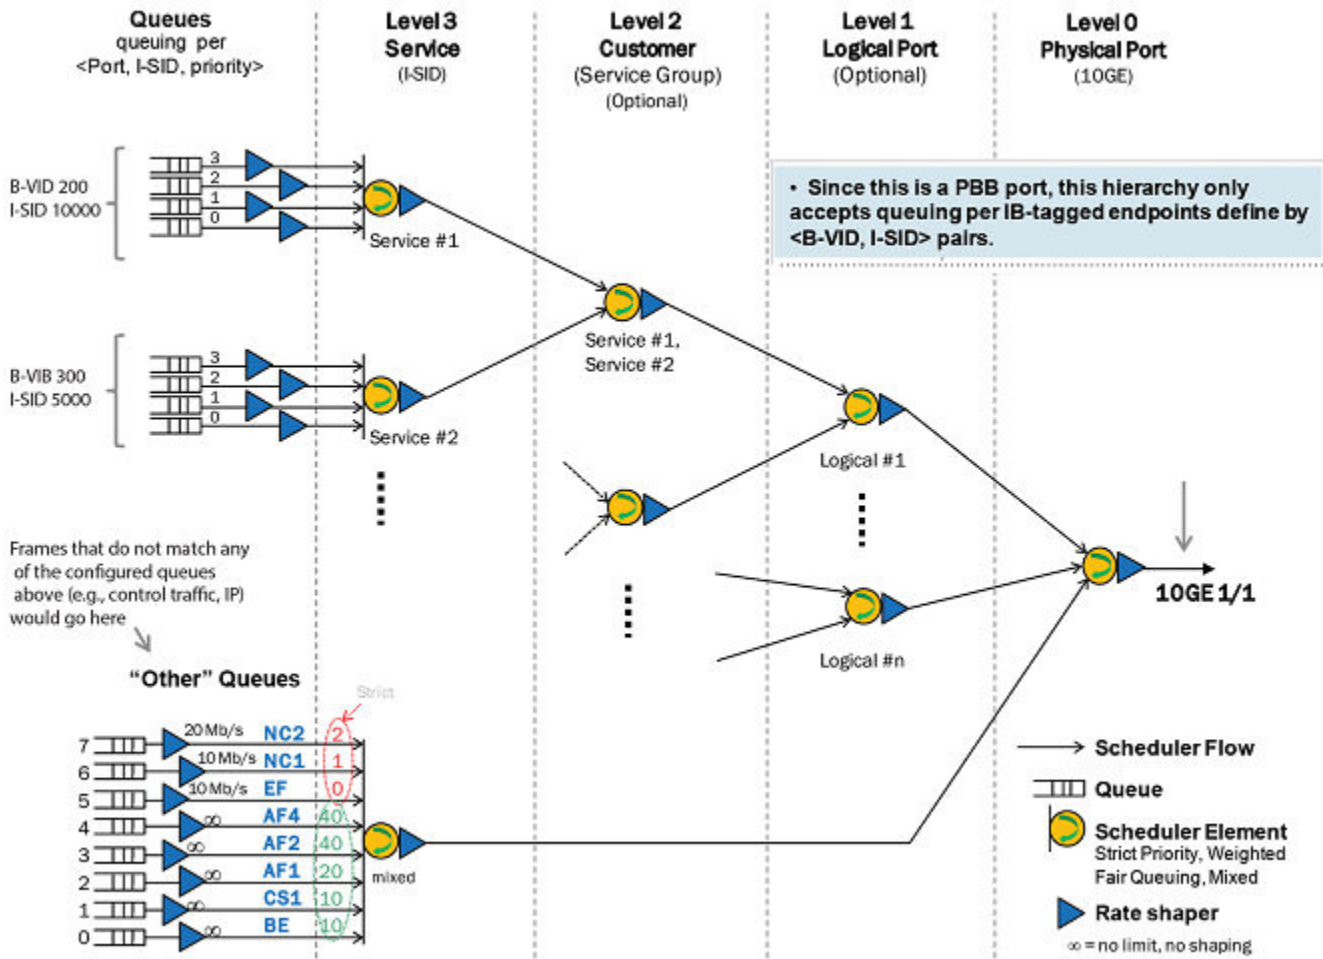 Queues
queuing per
<Port, I-SID, priority>
Level 3
Service
(I-SID)
Level 2
Customer
(Service Group)
(Optional)
Level 1
Logical Port
(Optional)
Level 0
Physical Port
(10GE)
B-VID 200
I-SID 10000
3
2
1
0
Service #1
• Since this is a PBB port, this hierarchy only
accepts queuing per IB-tagged endpoints define by
<B-VID, I-SID> pairs.
Service #1,
Service #2
B-VIB 300
I-SID 5000
3
2
1
0
Service #2
Logical #1
Frames that do not match any
of the configured queues
above (e.g., control traffic, IP)
would go here
10GE 1/1
Logical #n
"Other" Queues
Strict
7 20 Mb/s NC2 2
6 10 Mb/s NC1 1
5 10 Mb/s EF 0
4 ∞ AF4 40
3 ∞ AF2 40
2 ∞ AF1 20
1 ∞ CS1 10
0 ∞ BE 10
mixed
Scheduler Flow
Queue
Scheduler Element
Strict Priority, Weighted
Fair Queuing, Mixed
Rate shaper
∞ = no limit, no shaping